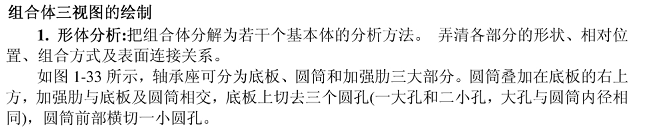 组合体三视图的绘制
1. 形体分析:把组合体分解为若干个基本体的分析方法。 弄清各部分的形状、相对位
置、组合方式及表面连接关系。
如图 1-33 所示，轴承座可分为底板、圆筒和加强肋三大部分。圆筒叠加在底板的右上
方，加强肋与底板及圆筒相交，底板上切去三个圆孔(一大孔和二小孔，大孔与圆筒内径相
同)，圆筒前部横切一小圆孔。